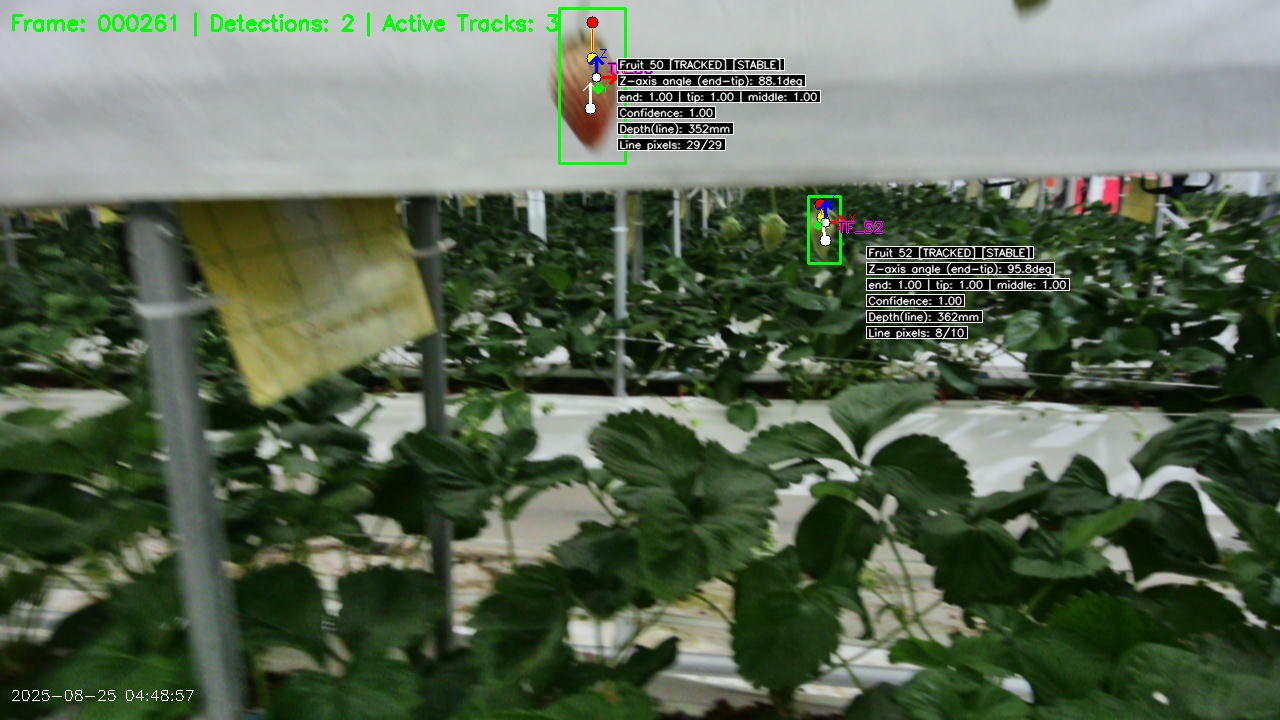 Frame: 000261 | Detections: 2 | Active Tracks: 3
Z
Fruit 50 [TRACKED] [STABLE]
Z-axis angle (end-tip): 88.1deg
end: 1.00 | tip: 1.00 | middle: 1.00
Confidence: 1.00
Depth(line): 352mm
Line pixels: 29/29
TF_52
Fruit 52 [TRACKED] [STABLE]
Z-axis angle (end-tip): 95.8deg
end: 1.00 | tip: 1.00 | middle: 1.00
Confidence: 1.00
Depth(line): 362mm
Line pixels: 8/10
2025-08-25 04:48:57